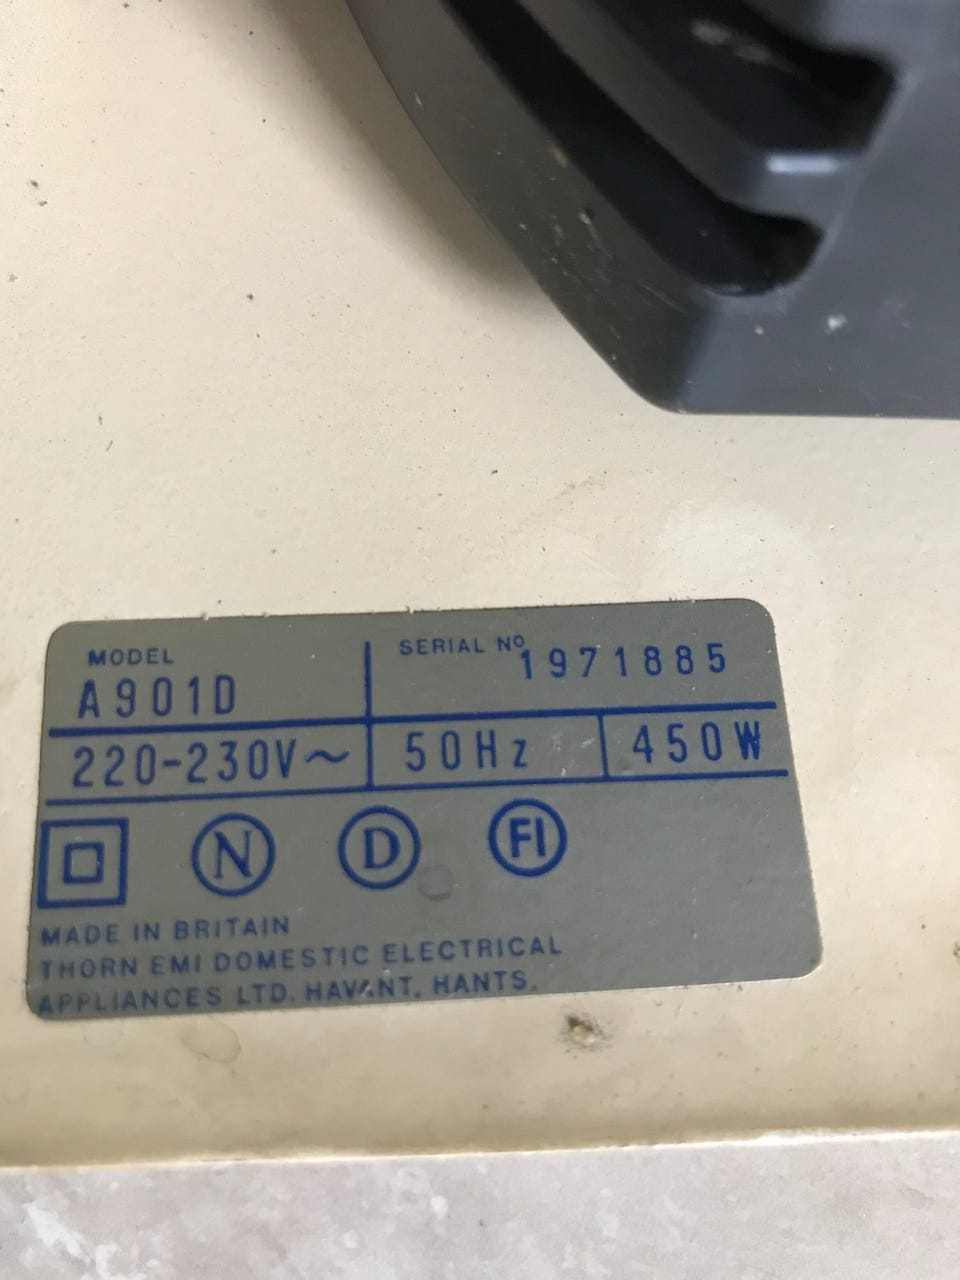 MODEL
A901D
SERIAL Nº 1971885
220-230V~ 50Hz 450W
N D FI
MADE IN BRITAIN
THORN EMI DOMESTIC ELECTRICAL
APPLIANCES LTD. HAVANT, HANTS.